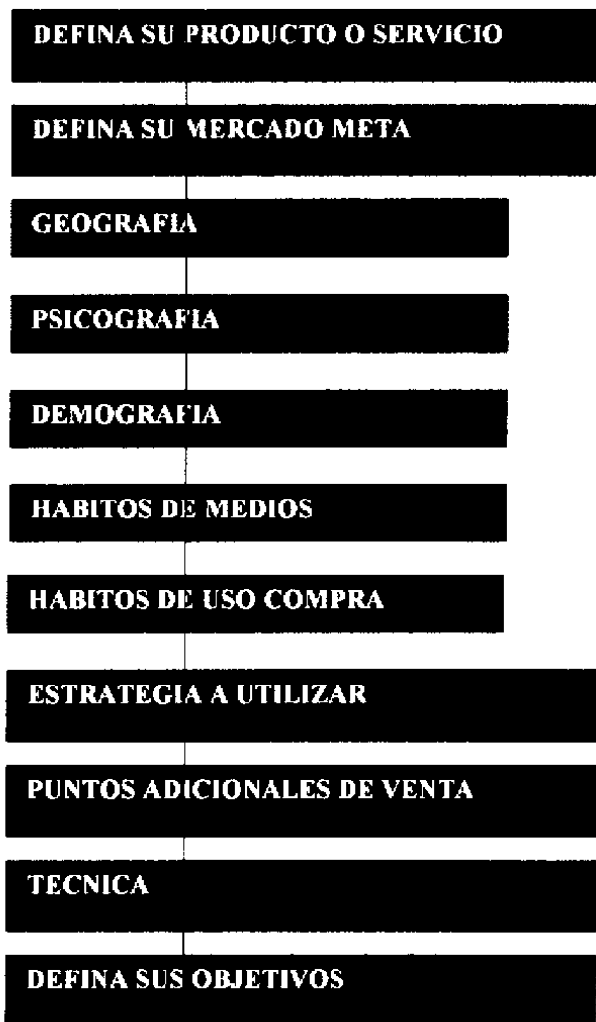 DEFINA SU PRODUCTO O SERVICIO
DEFINA SU MERCADO META
GEOGRAFIA
PSICOGRAFIA
DEMOGRAFIA
HABITOS DE MEDIOS
HABITOS DE USO COMPRA
ESTRATEGIA A UTILIZAR
PUNTOS ADICIONALES DE VENTA
TECNICA
DEFINA SUS OBJETIVOS